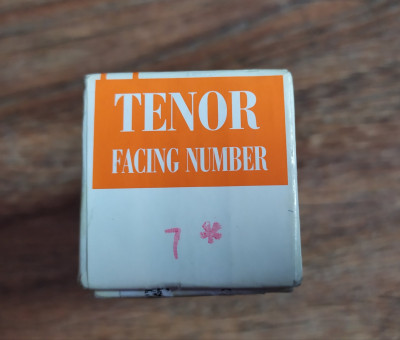 TENOR
FACING NUMBER
7 *